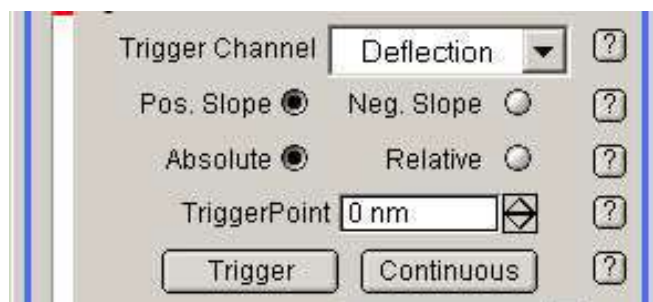 Trigger Channel Deflection ?
Pos. Slope Neg. Slope ?
Absolute Relative ?
TriggerPoint 0 nm ?
Trigger Continuous ?